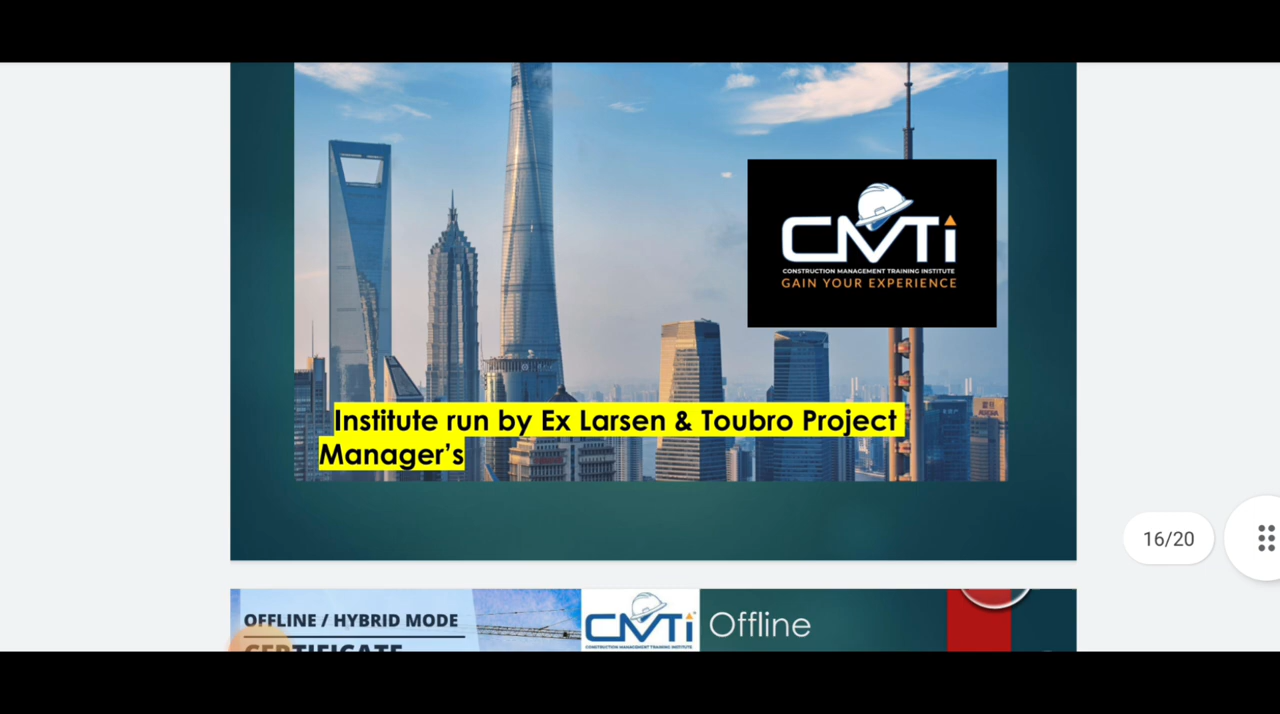 CMTi
CONSTRUCTION MANAGEMENT TRAINING INSTITUTE
GAIN YOUR EXPERIENCE
Institute run by Ex Larsen & Toubro Project
Manager’s
16/20
OFFLINE / HYBRID MODE
CERTIFICATE
CMTi
CONSTRUCTION MANAGEMENT TRAINING INSTITUTE
Offline